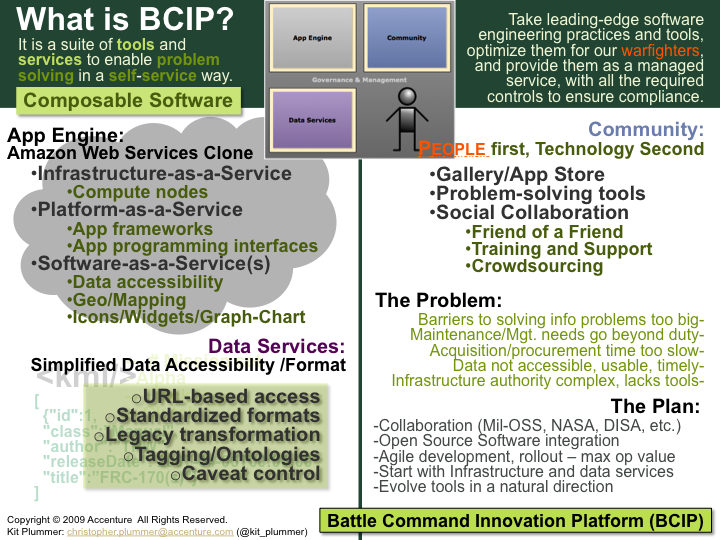 What is BCIP?
It is a suite of tools and
services to enable problem
solving in a self-service way.
Composable Software
App Engine
Community
Governance & Management
Data Services
Take leading-edge software
engineering practices and tools,
optimize them for our warfighters,
and provide them as a managed
service, with all the required
controls to ensure compliance.
App Engine:
Amazon Web Services Clone
•Infrastructure-as-a-Service
•Compute nodes
•Platform-as-a-Service
•App frameworks
•App programming interfaces
•Software-as-a-Service(s)
•Data accessibility
•Geo/Mapping
•Icons/Widgets/Graph-Chart
Community:
PEOPLE first, Technology Second
•Gallery/App Store
•Problem-solving tools
•Social Collaboration
•Friend of a Friend
•Training and Support
•Crowdsourcing
The Problem:
Barriers to solving info problems too big-
Maintenance/Mgt. needs go beyond duty-
Acquisition/procurement time too slow-
Data not accessible, usable, timely-
Infrastructure authority complex, lacks tools-
Data Services:
Simplified Data Accessibility /Format
<kml/>
[
{"id":1,
"class"
"author"
"releaseDate
"title":"FRC-170(
]
oURL-based access
oStandardized formats
oLegacy transformation
oTagging/Ontologies
oCaveat control
The Plan:
-Collaboration (Mil-OSS, NASA, DISA, etc.)
-Open Source Software integration
-Agile development, rollout – max op value
-Start with Infrastructure and data services
-Evolve tools in a natural direction
Copyright © 2009 Accenture All Rights Reserved.
Kit Plummer: christopher.plummer@accenture.com (@kit_plummer)
Battle Command Innovation Platform (BCIP)